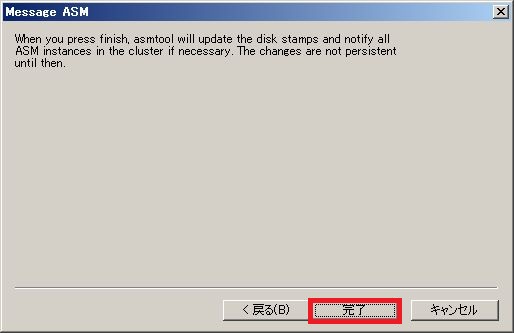 Message ASM
When you press finish, asmtool will update the disk stamps and notify all
ASM instances in the cluster if necessary. The changes are not persistent
until then.
< 戻る(B)
完了
キャンセル